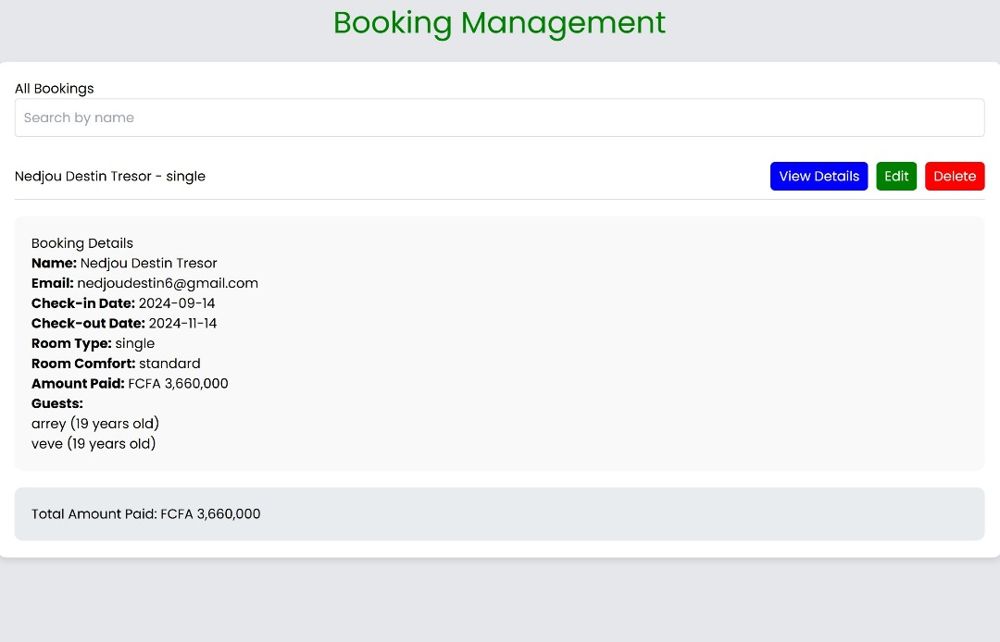 Booking Management
All Bookings
Search by name
Nedjou Destin Tresor - single View Details Edit Delete
Booking Details
Name: Nedjou Destin Tresor
Email: nedjoudestin6@gmail.com
Check-in Date: 2024-09-14
Check-out Date: 2024-11-14
Room Type: single
Room Comfort: standard
Amount Paid: FCFA 3,660,000
Guests:
arrey (19 years old)
veve (19 years old)
Total Amount Paid: FCFA 3,660,000